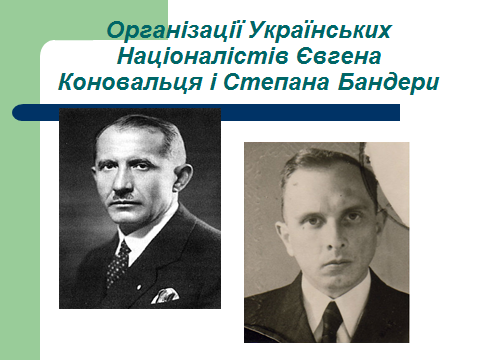 Організації Українських
Націоналістів Євгена
Коновальця і Степана Бандери